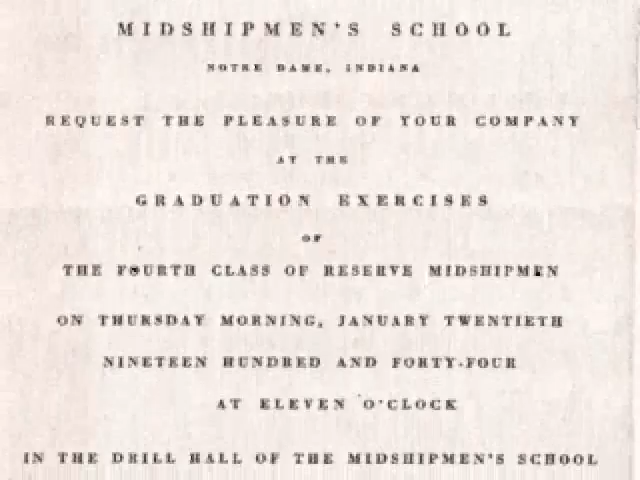 MIDSHIPMEN'S SCHOOL
NOTRE DAME, INDIANA
REQUEST THE PLEASURE OF YOUR COMPANY
AT THE
GRADUATION EXERCISES
OF
THE FOURTH CLASS OF RESERVE MIDSHIPMEN
ON THURSDAY MORNING, JANUARY TWENTIETH
NINETEEN HUNDRED AND FORTY-FOUR
AT ELEVEN O'CLOCK
IN THE DRILL HALL OF THE MIDSHIPMEN'S SCHOOL